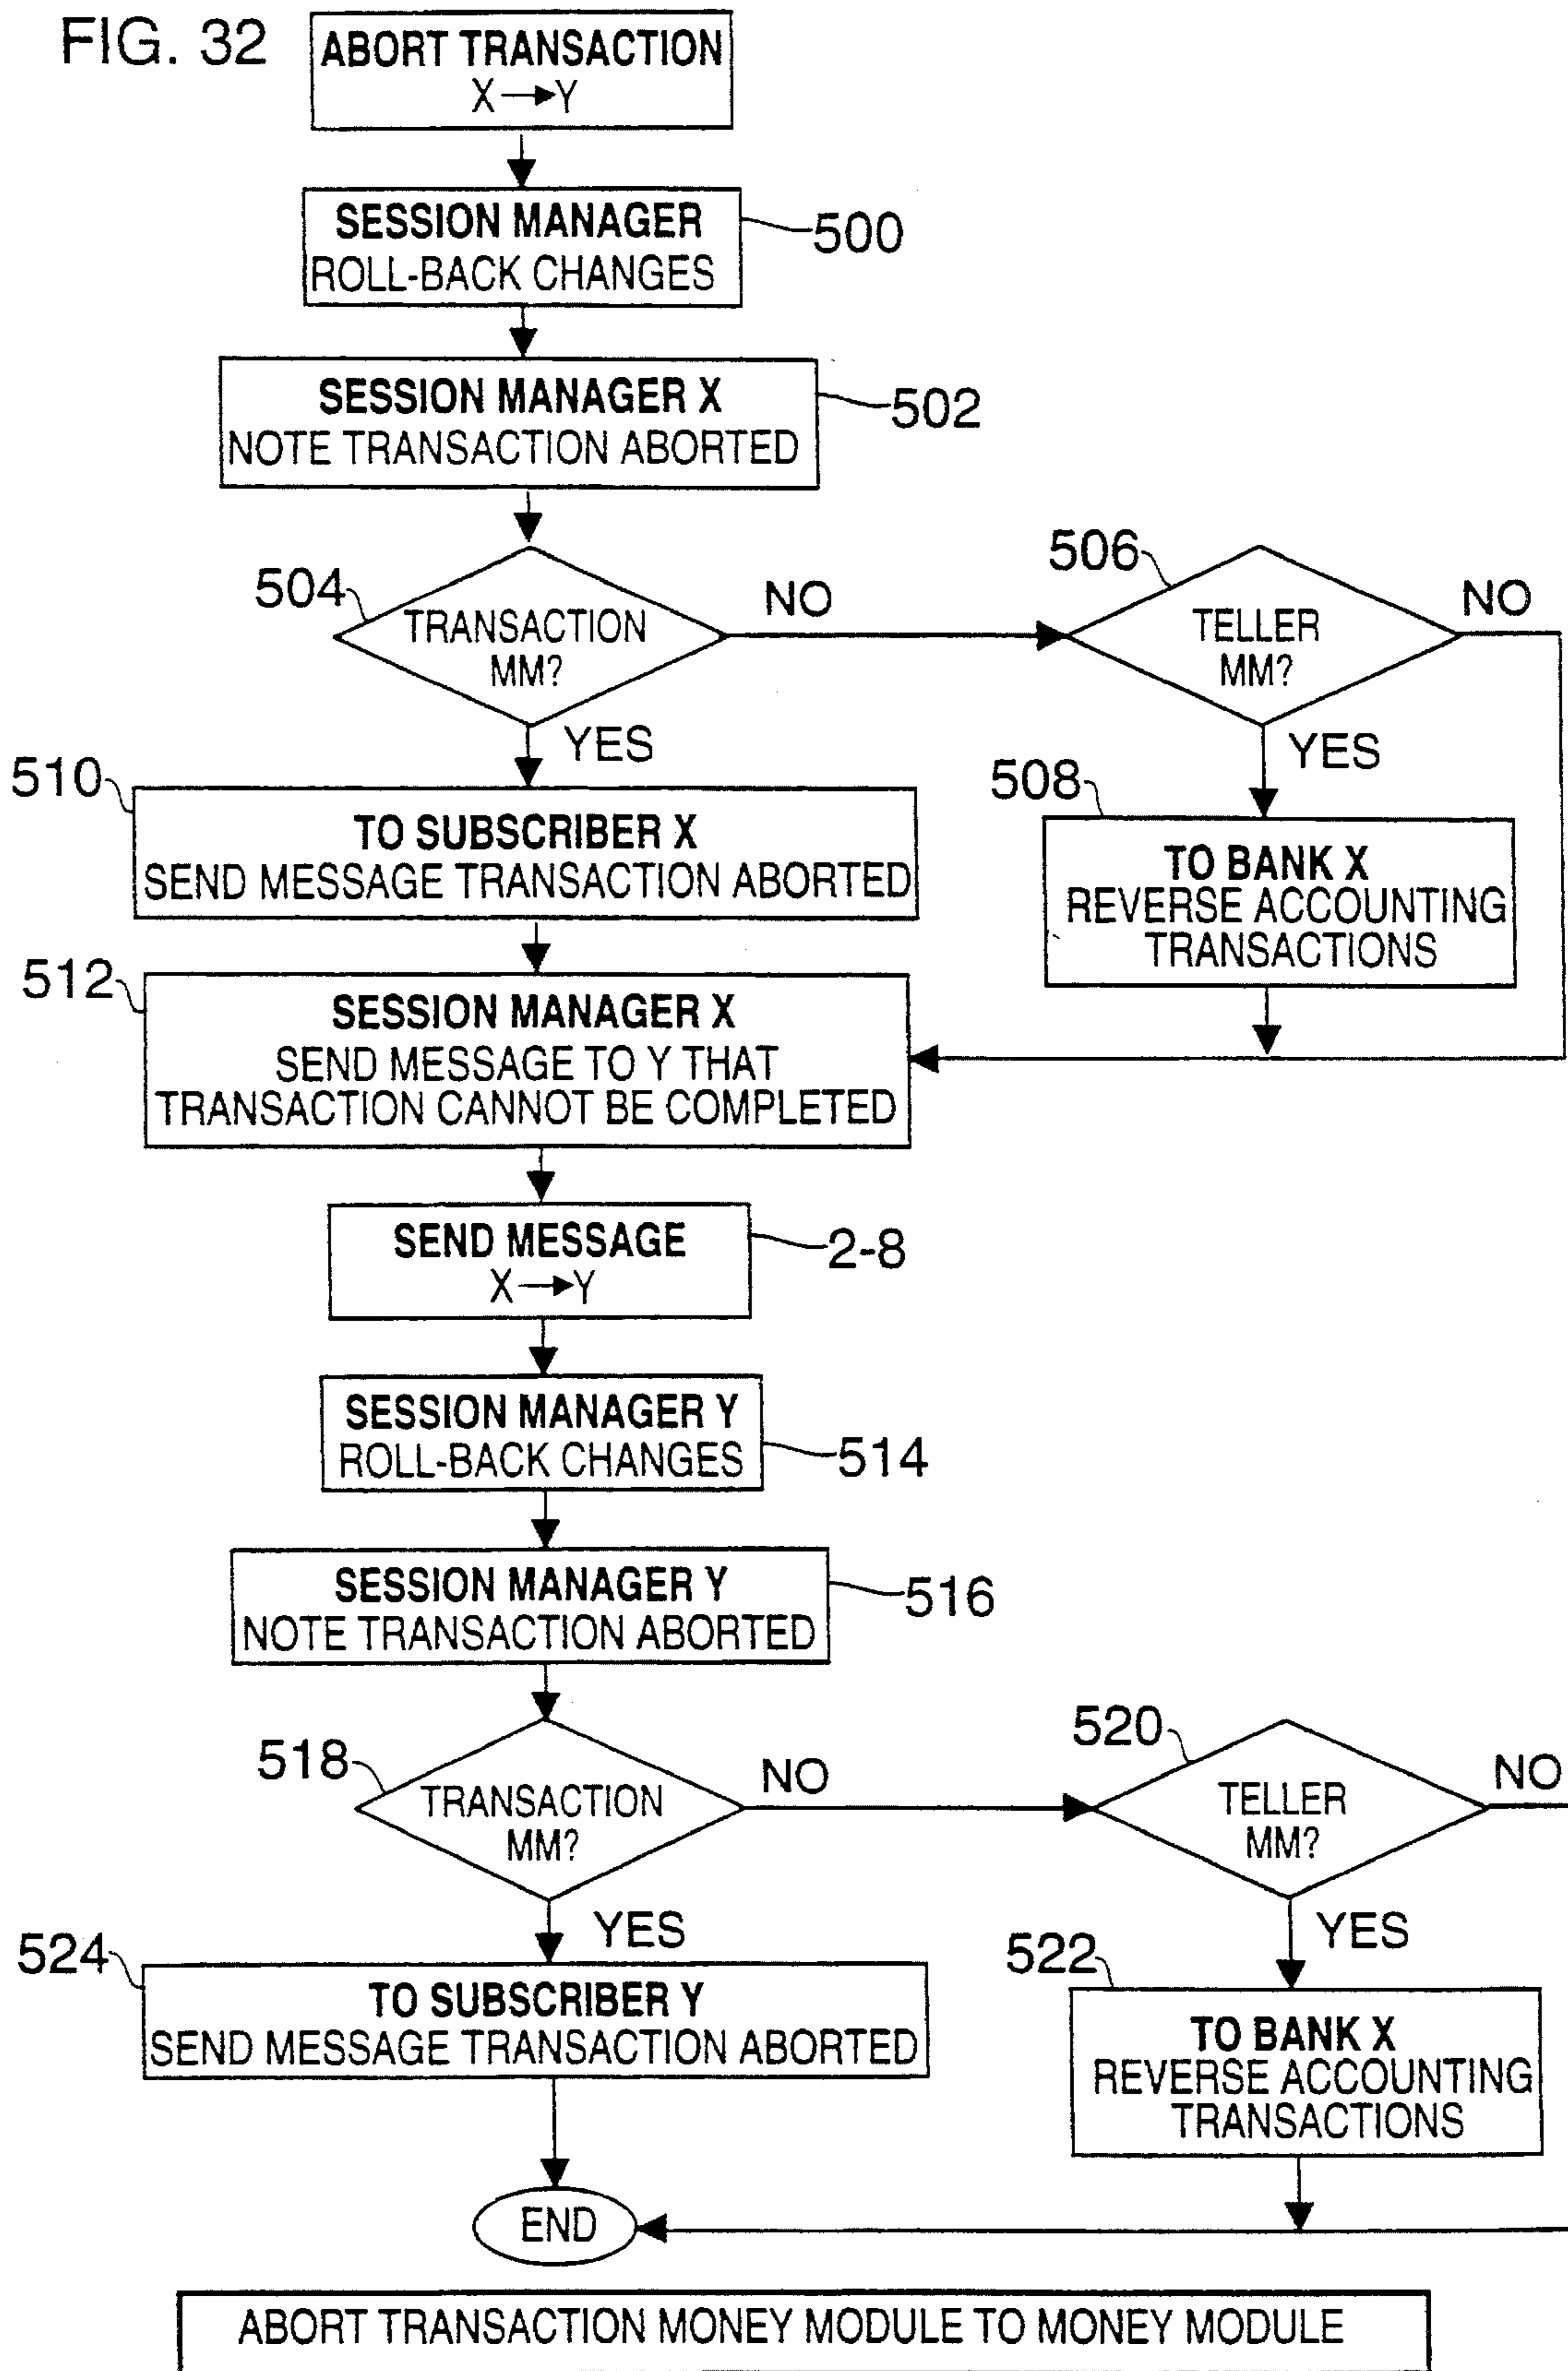 FIG. 32
ABORT TRANSACTION
X → Y
SESSION MANAGER
ROLL-BACK CHANGES
500
SESSION MANAGER X
NOTE TRANSACTION ABORTED
502
504
TRANSACTION
MM?
NO
YES
506
TELLER
MM?
NO
YES
510
TO SUBSCRIBER X
SEND MESSAGE TRANSACTION ABORTED
508
TO BANK X
REVERSE ACCOUNTING
TRANSACTIONS
512
SESSION MANAGER X
SEND MESSAGE TO Y THAT
TRANSACTION CANNOT BE COMPLETED
SEND MESSAGE
X → Y
2-8
SESSION MANAGER Y
ROLL-BACK CHANGES
514
SESSION MANAGER Y
NOTE TRANSACTION ABORTED
516
518
TRANSACTION
MM?
NO
YES
520
TELLER
MM?
NO
YES
524
TO SUBSCRIBER Y
SEND MESSAGE TRANSACTION ABORTED
522
TO BANK X
REVERSE ACCOUNTING
TRANSACTIONS
END
ABORT TRANSACTION MONEY MODULE TO MONEY MODULE